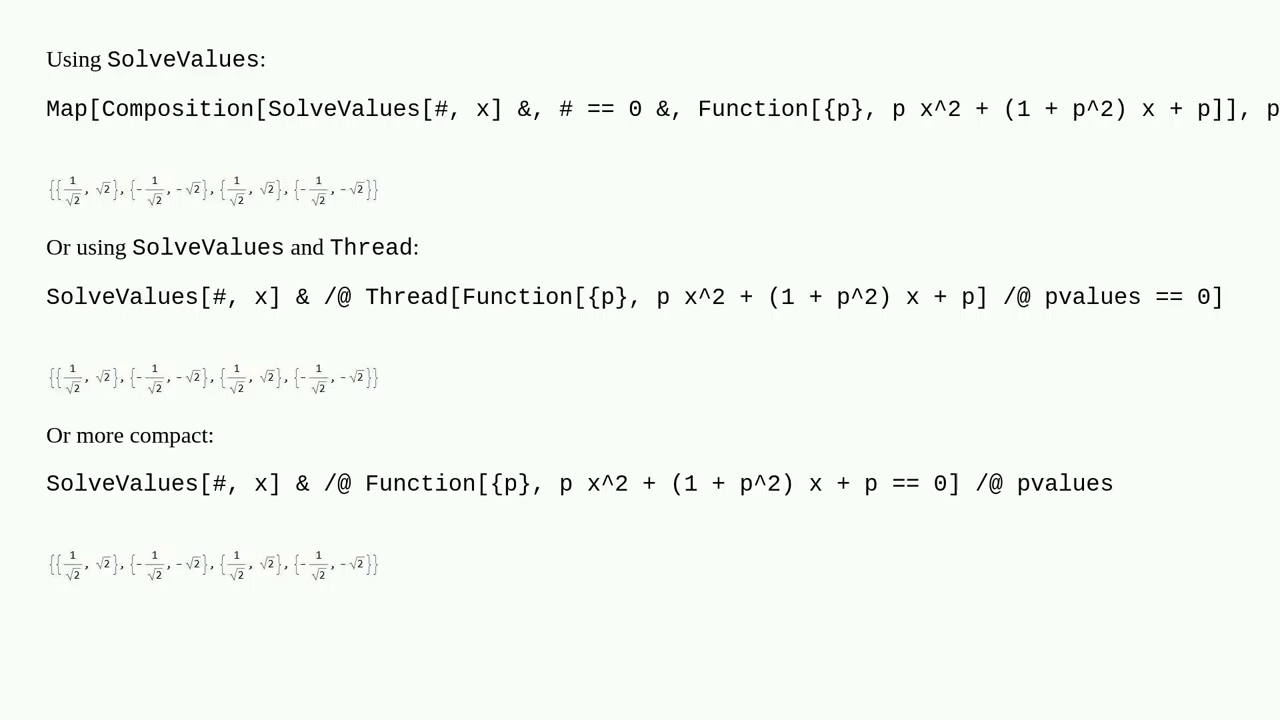 Using SolveValues:
Map[Composition[SolveValues[#, x] &, # == 0 &, Function[{p}, p x^2 + (1 + p^2) x + p]], p
{{1/√2, √2}, {-1/√2, -√2}, {1/√2, √2}, {-1/√2, -√2}}
Or using SolveValues and Thread:
SolveValues[#, x] & /@ Thread[Function[{p}, p x^2 + (1 + p^2) x + p] /@ pvalues == 0]
{{1/√2, √2}, {-1/√2, -√2}, {1/√2, √2}, {-1/√2, -√2}}
Or more compact:
SolveValues[#, x] & /@ Function[{p}, p x^2 + (1 + p^2) x + p == 0] /@ pvalues
{{1/√2, √2}, {-1/√2, -√2}, {1/√2, √2}, {-1/√2, -√2}}